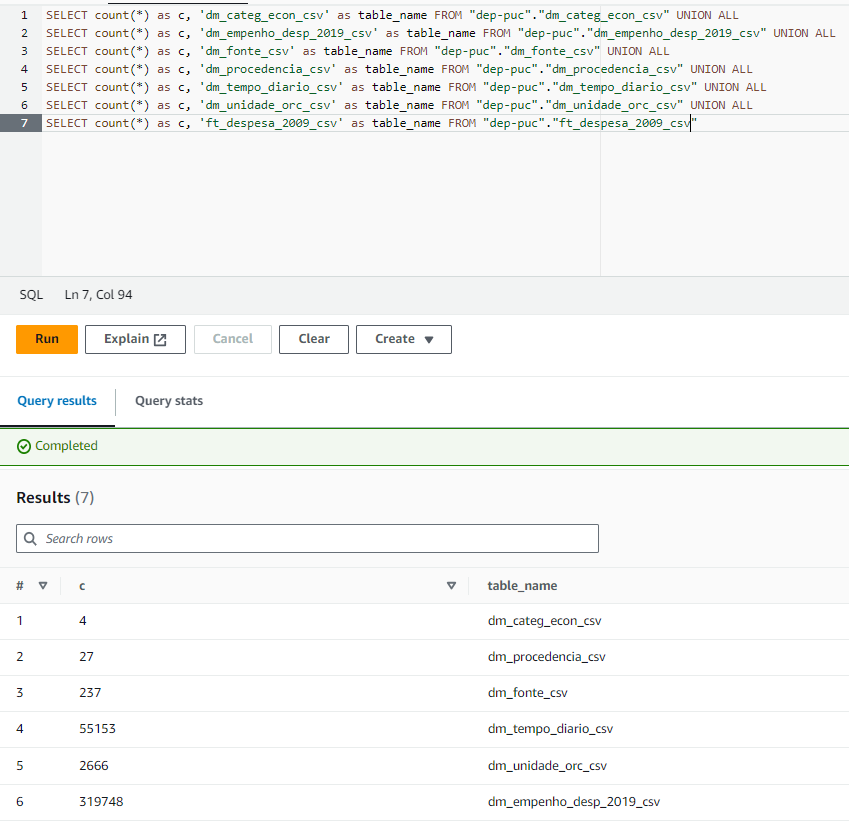 1 SELECT count(*) as c, 'dm_categ_econ_csv' as table_name FROM "dep-puc"."dm_categ_econ_csv" UNION ALL
2 SELECT count(*) as c, 'dm_empenho_desp_2019_csv' as table_name FROM "dep-puc"."dm_empenho_desp_2019_csv" UNION ALL
3 SELECT count(*) as c, 'dm_fonte_csv' as table_name FROM "dep-puc"."dm_fonte_csv" UNION ALL
4 SELECT count(*) as c, 'dm_procedencia_csv' as table_name FROM "dep-puc"."dm_procedencia_csv" UNION ALL
5 SELECT count(*) as c, 'dm_tempo_diario_csv' as table_name FROM "dep-puc"."dm_tempo_diario_csv" UNION ALL
6 SELECT count(*) as c, 'dm_unidade_orc_csv' as table_name FROM "dep-puc"."dm_unidade_orc_csv" UNION ALL
7 SELECT count(*) as c, 'ft_despesa_2009_csv' as table_name FROM "dep-puc"."ft_despesa_2009_csv"
SQL Ln 7, Col 94
Run Explain Cancel Clear Create
Query results Query stats
Completed
Results (7)
Search rows
# c table_name
1 4 dm_categ_econ_csv
2 27 dm_procedencia_csv
3 237 dm_fonte_csv
4 55153 dm_tempo_diario_csv
5 2666 dm_unidade_orc_csv
6 319748 dm_empenho_desp_2019_csv